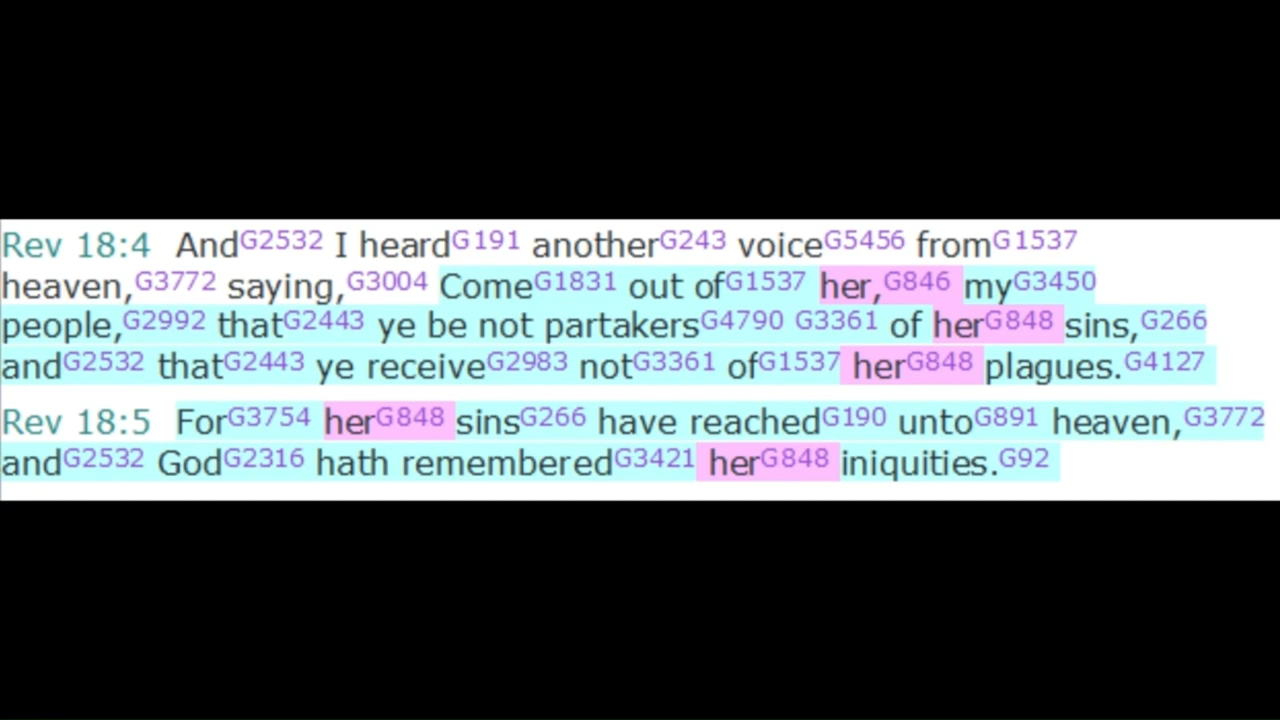 Rev 18:4 AndG2532 I heardG191 anotherG243 voiceG5456 fromG1537
heaven,G3772 saying,G3004 ComeG1831 out ofG1537 her,G846 myG3450
people,G2992 thatG2443 ye be not partakersG4790 G3361 of herG848 sins,G266
andG2532 thatG2443 ye receiveG2983 notG3361 ofG1537 herG848 plagues.G4127
Rev 18:5 ForG3754 herG848 sinsG266 have reachedG190 untoG891 heaven,G3772
andG2532 GodG2316 hath rememberedG3421 herG848 iniquities.G92